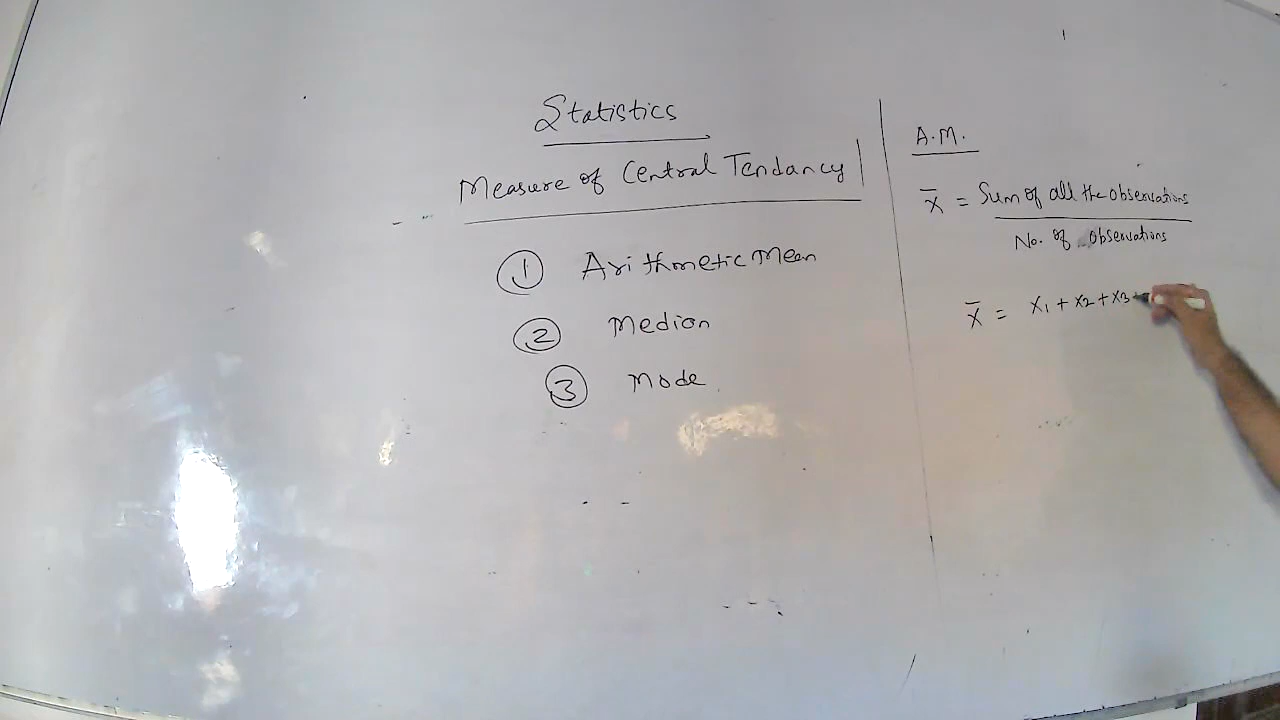 Statistics
Measure of Central Tendancy
1 Arithmetic Mean
2 Median
3 Mode
A.M.
x̄ = Sum of all the observations
No. of observations
x̄ = x1 + x2 + x3 +